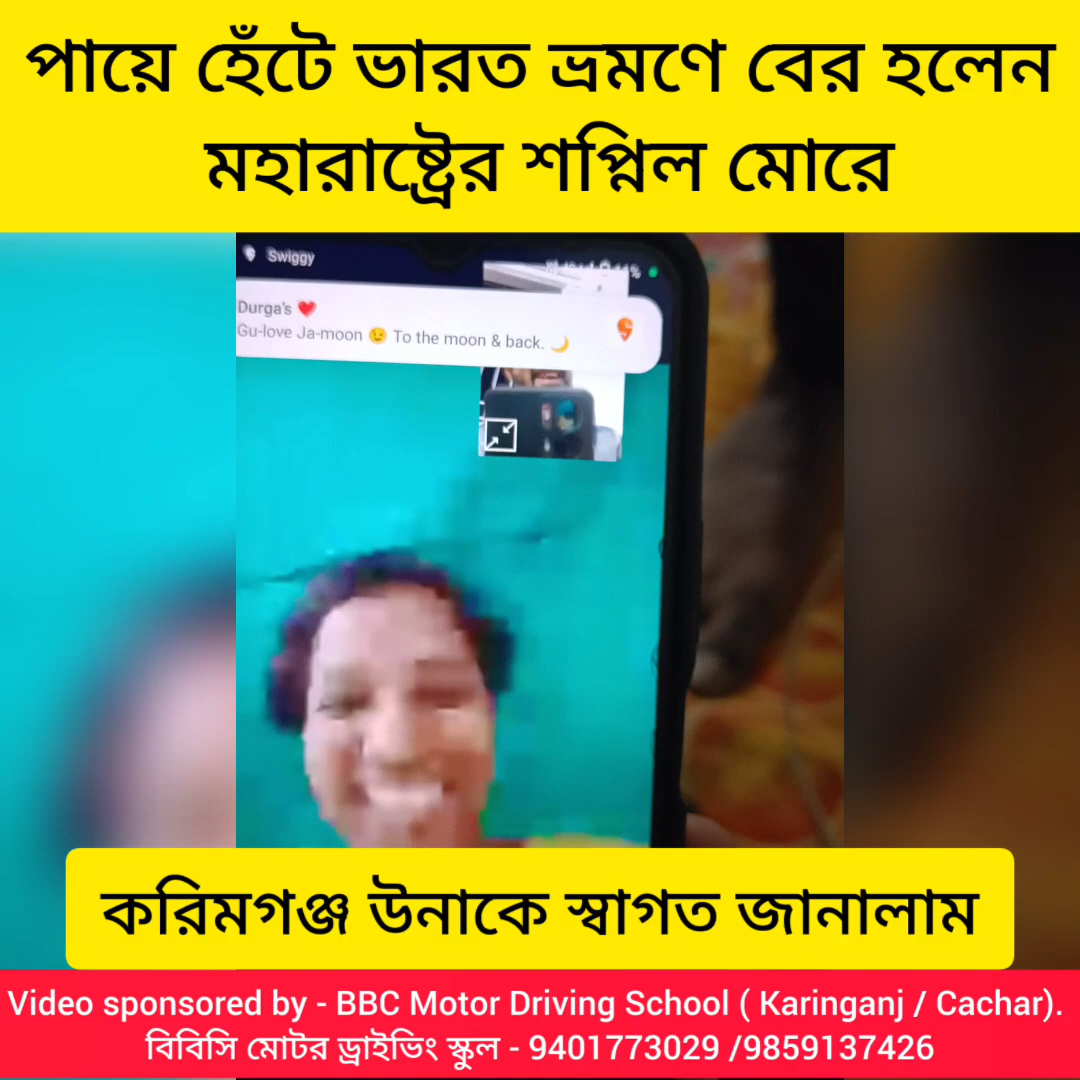 পায়ে হেঁটে ভারত ভ্রমণে বের হলেন
মহারাষ্ট্রের শপ্নিল মোরে
Swiggy
Durga's ❤️
Gu-love Ja-moon 😉 To the moon & back. 🌙
করিমগঞ্জ উনাকে স্বাগত জানালাম
Video sponsored by - BBC Motor Driving School ( Karinganj / Cachar).
বিবিসি মোটর ড্রাইভিং স্কুল - 9401773029 /9859137426